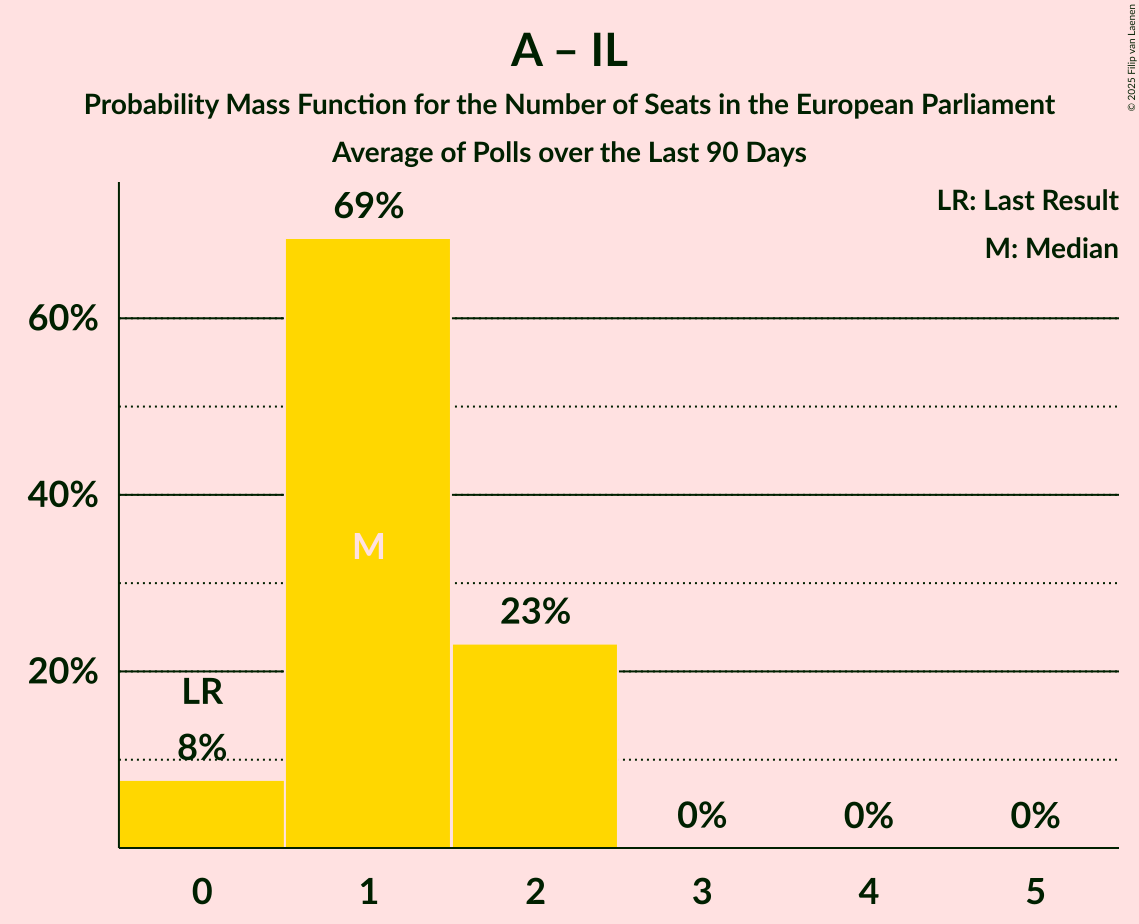 A – IL
Probability Mass Function for the Number of Seats in the European Parliament
Average of Polls over the Last 90 Days
© 2025 Filip van Laenen
LR: Last Result
M: Median
69%
60%
40%
M
23%
20%
LR
8%
0%
0%
0%
0
1
2
3
4
5